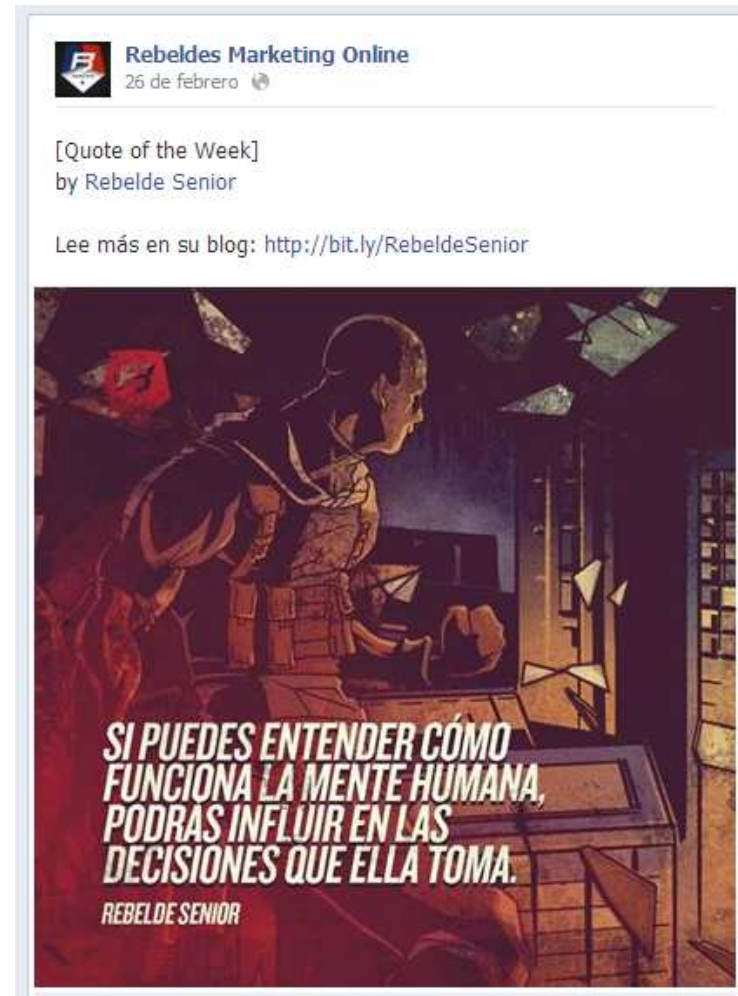 Rebeldes Marketing Online
26 de febrero
[Quote of the Week]
by Rebelde Senior
Lee más en su blog: http://bit.ly/RebeldeSenior
SI PUEDES ENTENDER CÓMO
FUNCIONA LA MENTE HUMANA,
PODRÁS INFLUIR EN LAS
DECISIONES QUE ELLA TOMA.
REBELDE SENIOR